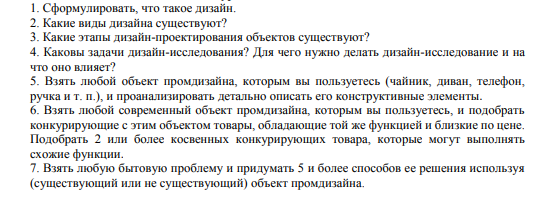 1. Сформулировать, что такое дизайн.
2. Какие виды дизайна существуют?
3. Какие этапы дизайн-проектирования объектов существуют?
4. Каковы задачи дизайн-исследования? Для чего нужно делать дизайн-исследование и на
что оно влияет?
5. Взять любой объект промдизайна, которым вы пользуетесь (чайник, диван, телефон,
ручка и т. п.), и проанализировать детально описать его конструктивные элементы.
6. Взять любой современный объект промдизайна, которым вы пользуетесь, и подобрать
конкурирующие с этим объектом товары, обладающие той же функцией и близкие по цене.
Подобрать 2 или более косвенных конкурирующих товара, которые могут выполнять
схожие функции.
7. Взять любую бытовую проблему и придумать 5 и более способов ее решения используя
(существующий или не существующий) объект промдизайна.